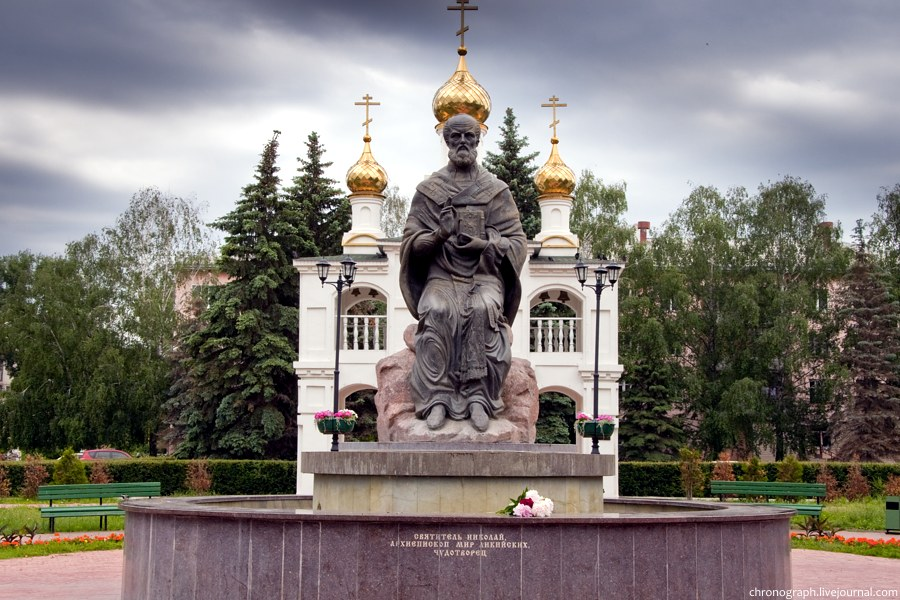 СВЯТИТЕЛЬ НИКОЛАЙ,
АРХИЕПИСКОП МИР ЛИКИЙСКИХ,
ЧУДОТВОРЕЦ
chronograph.livejournal.com